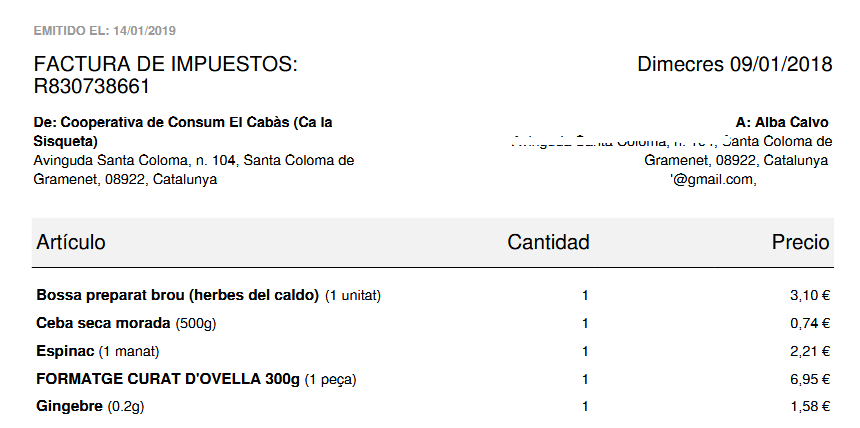 EMITIDO EL: 14/01/2019
FACTURA DE IMPUESTOS:
R830738661
Dimecres 09/01/2018
De: Cooperativa de Consum El Cabàs (Ca la
Sisqueta)
Avinguda Santa Coloma, n. 104, Santa Coloma de
Gramenet, 08922, Catalunya
A: Alba Calvo
Avinguda Santa Coloma, n. Santa Coloma de
Gramenet, 08922, Catalunya
'@gmail.com,
Artículo Cantidad Precio
Bossa preparat brou (herbes del caldo) (1 unitat) 1 3,10 €
Ceba seca morada (500g) 1 0,74 €
Espinac (1 manat) 1 2,21 €
FORMATGE CURAT D'OVELLA 300g (1 peça) 1 6,95 €
Gingebre (0.2g) 1 1,58 €